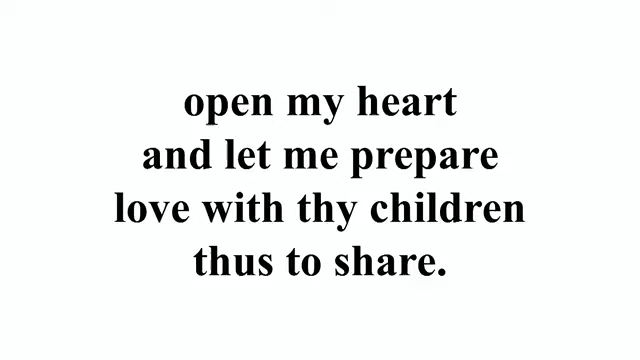 open my heart
and let me prepare
love with thy children
thus to share.